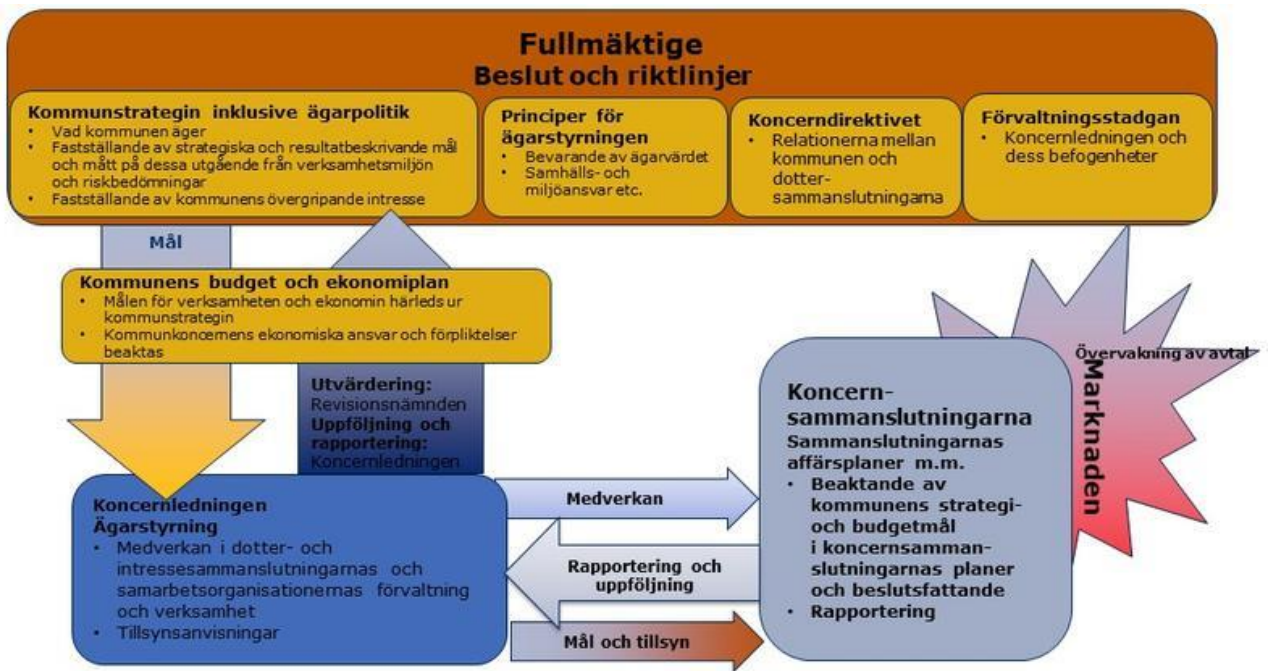 Fullmäktige
Beslut och riktlinjer
Kommunstrategin inklusive ägarpolitik
• Vad kommunen äger
• Fastställande av strategiska och resultatbeskrivande mål
och mått på dessa utgående från verksamhetsmiljön
och riskbedömningar
• Fastställande av kommunens övergripande intresse
Principer för
ägarstyrningen
• Bevarande av ägarvärdet
• Samhälls- och
miljöansvar etc.
Koncerndirektivet
• Relationerna mellan
kommunen och
dotter-
sammanslutningarna
Förvaltningsstadgan
• Koncernledningen och
dess befogenheter
Mål
Kommunens budget och ekonomiplan
• Målen för verksamheten och ekonomin härleds ur
kommunstrategin
• Kommunkoncernens ekonomiska ansvar och förpliktelser
beaktas
Utvärdering:
Revisionsnämnden
Uppföljning och
rapportering:
Koncernledningen
Koncernledningen
Ägarstyrning
• Medverkan i dotter- och
intressesammanslutningarnas och
samarbetsorganisationernas förvaltning
och verksamhet
• Tillsynsanvisningar
Medverkan
Rapportering och
uppföljning
Mål och tillsyn
Koncern-
sammanslutningarna
Sammanslutningarnas
affärsplaner m.m.
• Beaktande av
kommunens strategi-
och budgetmål
i koncernsamman-
slutningarnas planer
och beslutsfattande
• Rapportering
Övervakning av avtal
Marknaden